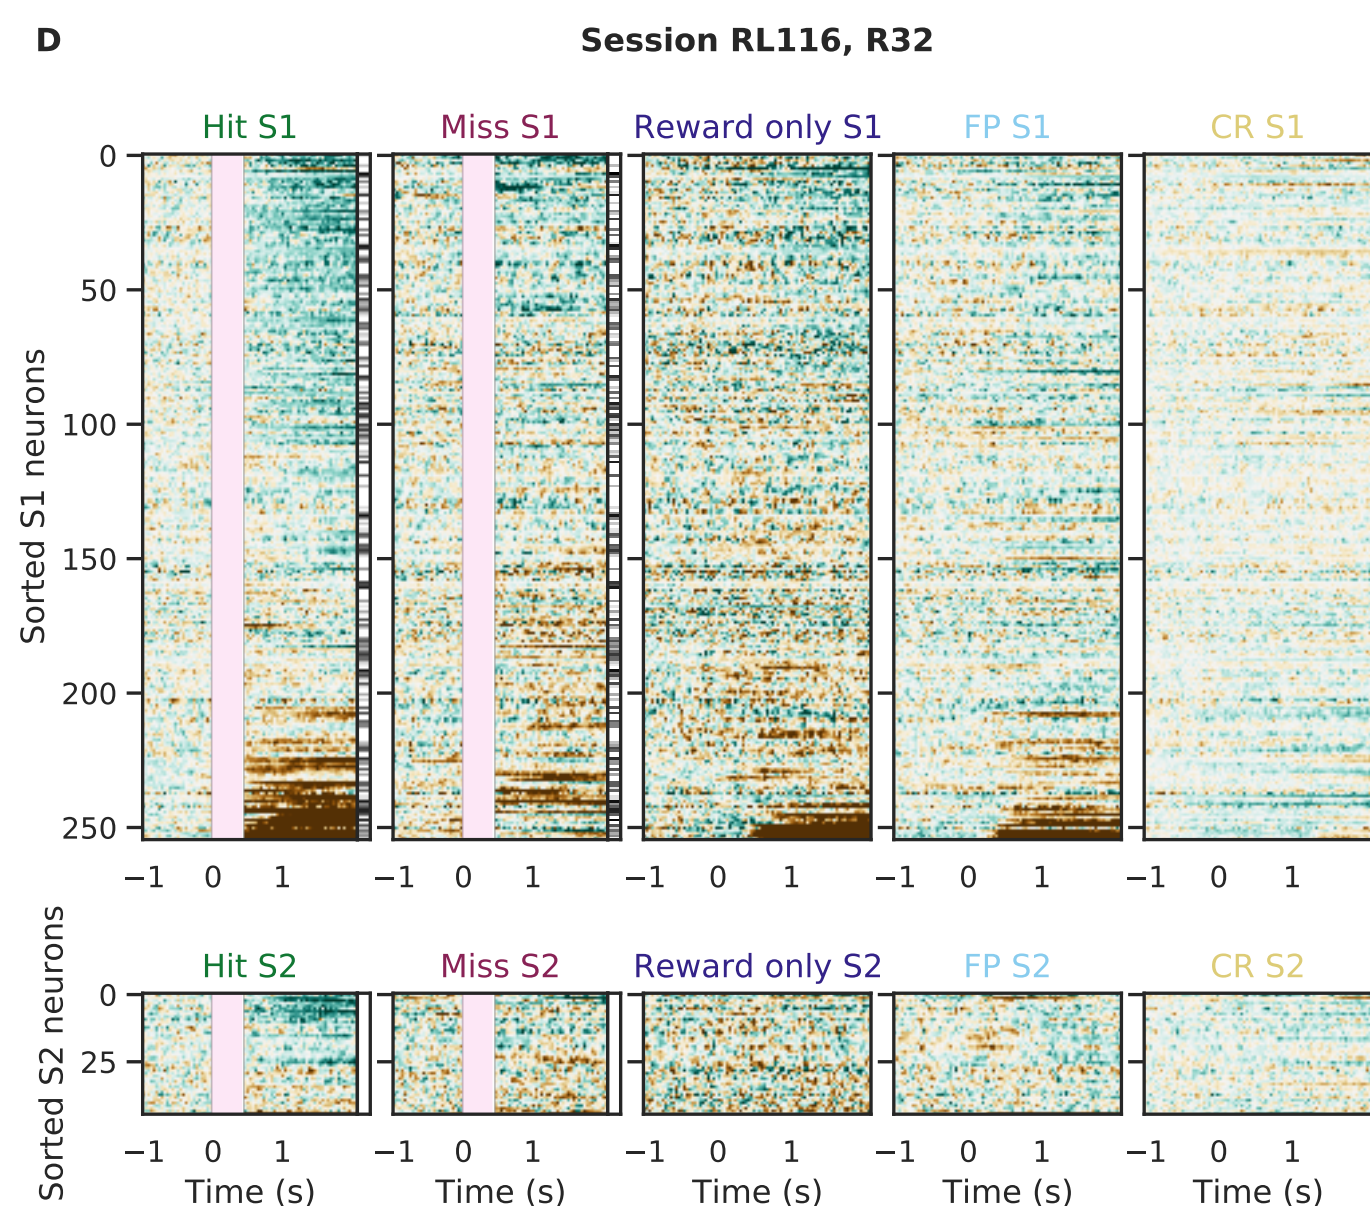 D
Session RL116, R32
Hit S1 Miss S1 Reward only S1 FP S1 CR S1
Sorted S1 neurons
0
50
100
150
200
250
−1 0 1 −1 0 1 −1 0 1 −1 0 1 −1 0 1
Sorted S2 neurons
Hit S2 Miss S2 Reward only S2 FP S2 CR S2
0
25
−1 0 1 −1 0 1 −1 0 1 −1 0 1 −1 0 1
Time (s) Time (s) Time (s) Time (s) Time (s)